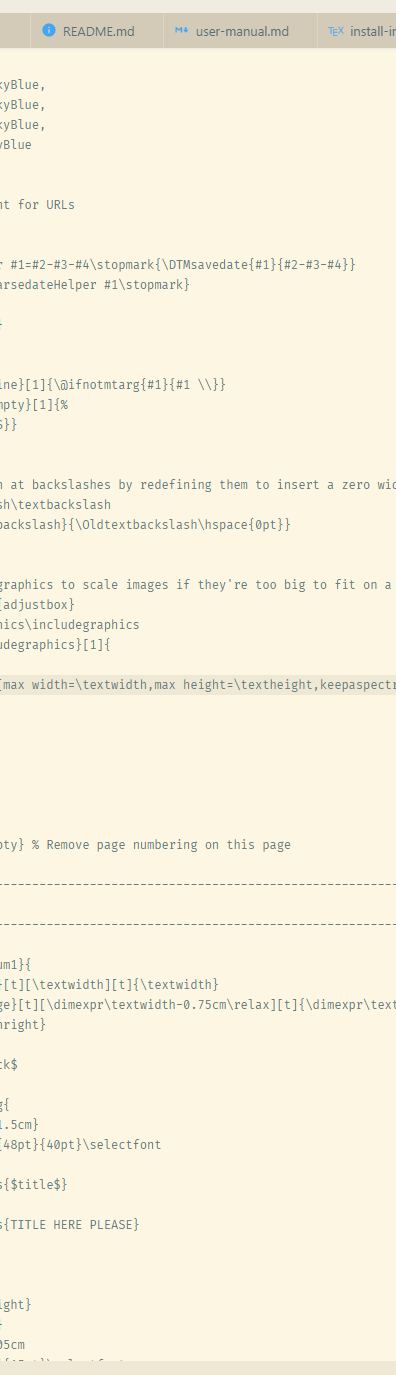 README.md user-manual.md install-in
kyBlue,
kyBlue,
kyBlue,
yBlue
nt for URLs
r #1=#2-#3-#4\stopmark{\DTMsavedate{#1}{#2-#3-#4}}
arsedateHelper #1\stopmark}
}
ine}[1]{\@ifnotmtarg{#1}{#1 \\}}
mpty}[1]{%
S}}
n at backslashes by redefining them to insert a zero wid
sh\textbackslash
backslash}{\Oldtextbackslash\hspace{0pt}}
graphics to scale images if they're too big to fit on a
[adjustbox}
hics\includegraphics
udegraphics}[1]{
[max width=\textwidth,max height=\textheight,keepaspectr
pty} % Remove page numbering on this page
um1}{
}[t][\textwidth][t]{\textwidth}
ge}[t][\dimexpr\textwidth-0.75cm\relax][t]{\dimexpr\text
nright}
ck$
g{
1.5cm}
[48pt}{40pt}\selectfont
s{$title$}
s{TITLE HERE PLEASE}
ight}
}
05cm